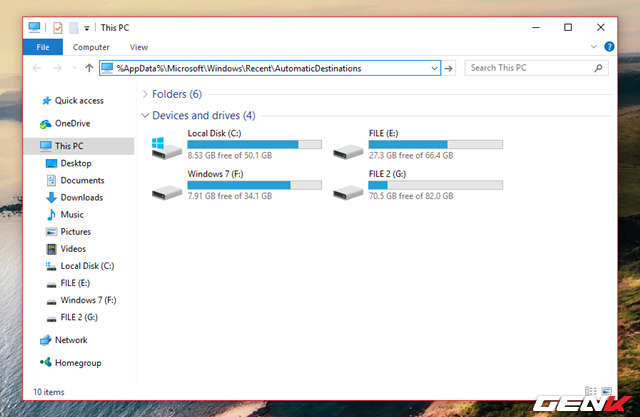 This PC
File Computer View
%AppData%\Microsoft\Windows\Recent\AutomaticDestinations
Search This PC
Quick access
OneDrive
This PC
Desktop
Documents
Downloads
Music
Pictures
Videos
Local Disk (C:)
FILE (E:)
Windows 7 (F:)
FILE 2 (G:)
Network
Homegroup
Folders (6)
Devices and drives (4)
Local Disk (C:)
8.53 GB free of 50.1 GB
FILE (E:)
27.3 GB free of 66.4 GB
Windows 7 (F:)
7.91 GB free of 34.1 GB
FILE 2 (G:)
70.5 GB free of 82.0 GB
10 items
GENK